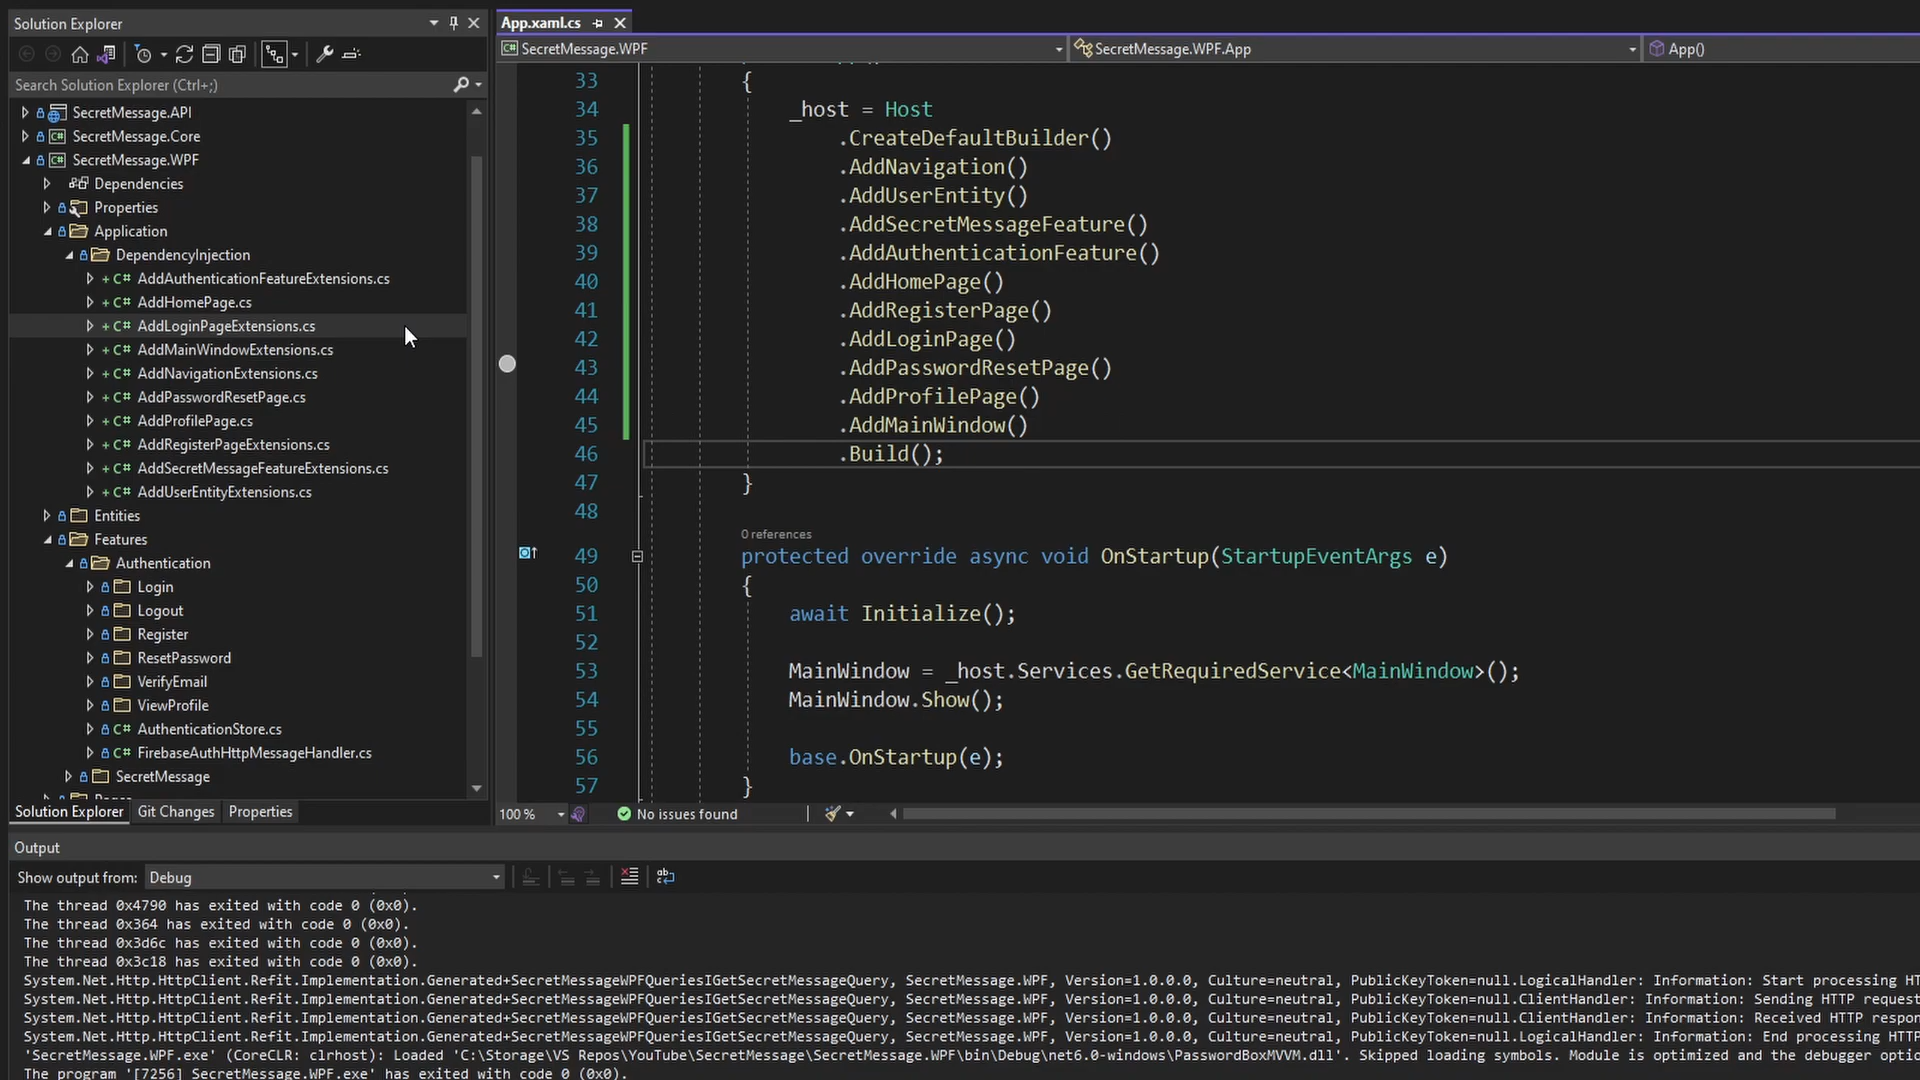 Solution Explorer
Search Solution Explorer (Ctrl+;)
SecretMessage.API
SecretMessage.Core
SecretMessage.WPF
Dependencies
Properties
Application
DependencyInjection
+ C# AddAuthenticationFeatureExtensions.cs
+ C# AddHomePage.cs
+ C# AddLoginPageExtensions.cs
+ C# AddMainWindowExtensions.cs
+ C# AddNavigationExtensions.cs
+ C# AddPasswordResetPage.cs
+ C# AddProfilePage.cs
+ C# AddRegisterPageExtensions.cs
+ C# AddSecretMessageFeatureExtensions.cs
+ C# AddUserEntityExtensions.cs
Entities
Features
Authentication
Login
Logout
Register
ResetPassword
VerifyEmail
ViewProfile
C# AuthenticationStore.cs
C# FirebaseAuthHttpMessageHandler.cs
SecretMessage
Solution Explorer Git Changes Properties
App.xaml.cs
SecretMessage.WPF SecretMessage.WPF.App App()
33 {
34 _host = Host
35 .CreateDefaultBuilder()
36 .AddNavigation()
37 .AddUserEntity()
38 .AddSecretMessageFeature()
39 .AddAuthenticationFeature()
40 .AddHomePage()
41 .AddRegisterPage()
42 .AddLoginPage()
43 .AddPasswordResetPage()
44 .AddProfilePage()
45 .AddMainWindow()
46 .Build();
47 }
48
0 references
49 protected override async void OnStartup(StartupEventArgs e)
50 {
51 await Initialize();
52
53 MainWindow = _host.Services.GetRequiredService<MainWindow>();
54 MainWindow.Show();
55
56 base.OnStartup(e);
57 }
100 % No issues found
Output
Show output from: Debug
The thread 0x4790 has exited with code 0 (0x0).
The thread 0x364 has exited with code 0 (0x0).
The thread 0x3d6c has exited with code 0 (0x0).
The thread 0x3c18 has exited with code 0 (0x0).
System.Net.Http.HttpClient.Refit.Implementation.Generated+SecretMessageWPFQueriesIGetSecretMessageQuery, SecretMessage.WPF, Version=1.0.0.0, Culture=neutral, PublicKeyToken=null.LogicalHandler: Information: Start processing HT
System.Net.Http.HttpClient.Refit.Implementation.Generated+SecretMessageWPFQueriesIGetSecretMessageQuery, SecretMessage.WPF, Version=1.0.0.0, Culture=neutral, PublicKeyToken=null.ClientHandler: Information: Sending HTTP request
System.Net.Http.HttpClient.Refit.Implementation.Generated+SecretMessageWPFQueriesIGetSecretMessageQuery, SecretMessage.WPF, Version=1.0.0.0, Culture=neutral, PublicKeyToken=null.ClientHandler: Information: Received HTTP respon
System.Net.Http.HttpClient.Refit.Implementation.Generated+SecretMessageWPFQueriesIGetSecretMessageQuery, SecretMessage.WPF, Version=1.0.0.0, Culture=neutral, PublicKeyToken=null.LogicalHandler: Information: End processing HTTP
'SecretMessage.WPF.exe' (CoreCLR: clrhost): Loaded 'C:\Storage\VS Repos\YouTube\SecretMessage\SecretMessage.WPF\bin\Debug\net6.0-windows\PasswordBoxMVVM.dll'. Skipped loading symbols. Module is optimized and the debugger optio
The program '[7256] SecretMessage.WPF.exe' has exited with code 0 (0x0).